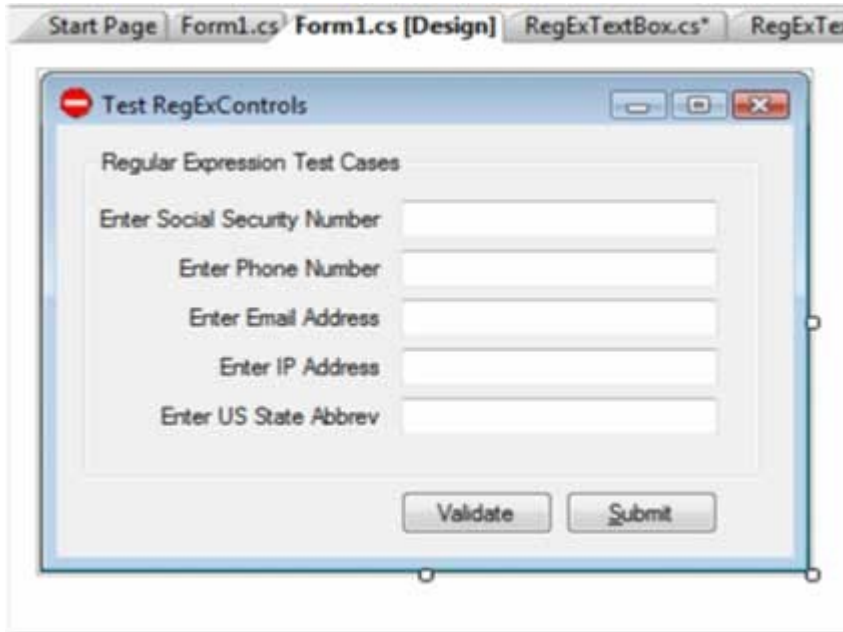 Start Page Form1.cs* Form1.cs [Design] RegExTextBox.cs* RegExTex
Test RegExControls
Regular Expression Test Cases
Enter Social Security Number
Enter Phone Number
Enter Email Address
Enter IP Address
Enter US State Abbrev
Validate Submit